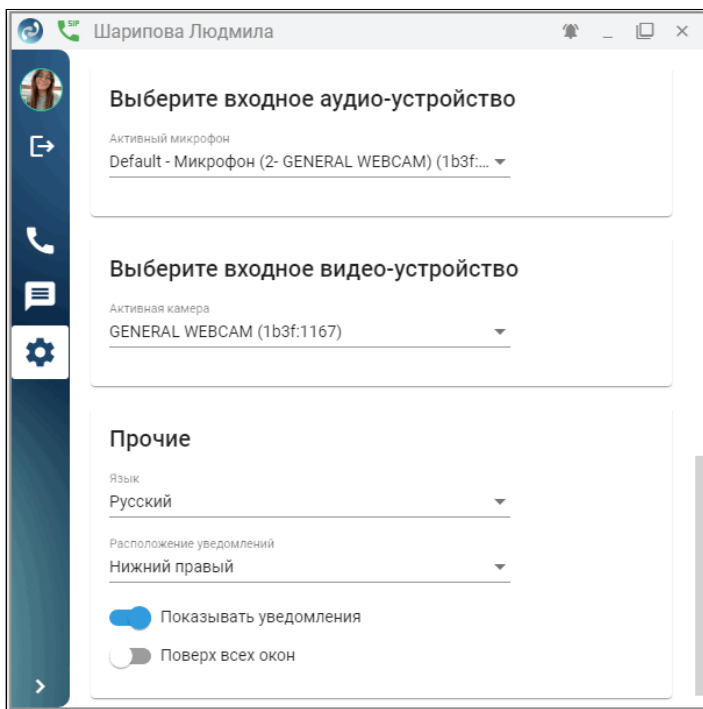 SIP
Шарипова Людмила
Выберите входное аудио-устройство
Активный микрофон
Default - Микрофон (2- GENERAL WEBCAM) (1b3f:...
Выберите входное видео-устройство
Активная камера
GENERAL WEBCAM (1b3f:1167)
Прочие
Язык
Русский
Расположение уведомлений
Нижний правый
Показывать уведомления
Поверх всех окон